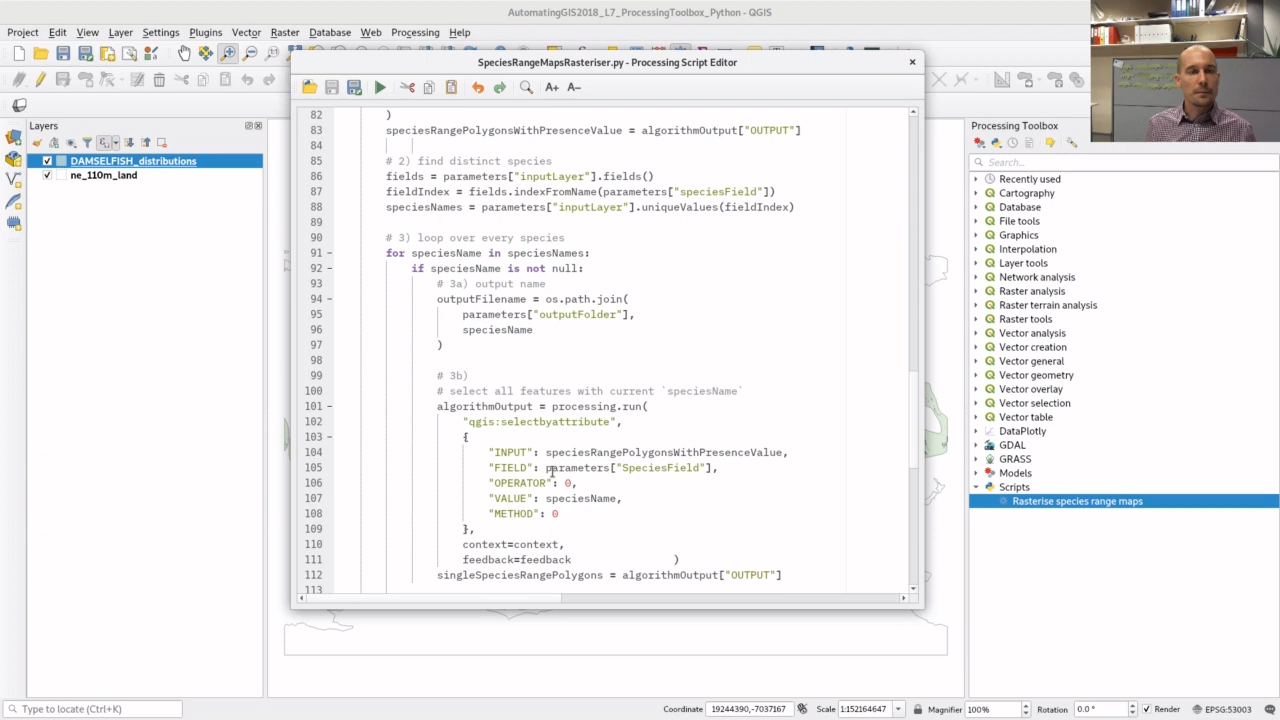 AutomatingGIS2018_L7_ProcessingToolbox_Python - QGIS
Project Edit View Layer Settings Plugins Vector Raster Database Web Processing Help
SpeciesRangeMapsRasteriser.py - Processing Script Editor
Layers
DAMSELFISH_distributions
ne_110m_land
82 )
83 speciesRangePolygonsWithPresenceValue = algorithmOutput["OUTPUT"]
84
85 # 2) find distinct species
86 fields = parameters["inputLayer"].fields()
87 fieldIndex = fields.indexFromName(parameters["speciesField"])
88 speciesNames = parameters["inputLayer"].uniqueValues(fieldIndex)
89
90 # 3) loop over every species
91 for speciesName in speciesNames:
92 if speciesName is not null:
93 # 3a) output name
94 outputFilename = os.path.join(
95 parameters["outputFolder"],
96 speciesName
97 )
98
99 # 3b)
100 # select all features with current `speciesName`
101 algorithmOutput = processing.run(
102 "qgis:selectbyattribute",
103 {
104 "INPUT": speciesRangePolygonsWithPresenceValue,
105 "FIELD": parameters["SpeciesField"],
106 "OPERATOR": 0,
107 "VALUE": speciesName,
108 "METHOD": 0
109 },
110 context=context,
111 feedback=feedback )
112 singleSpeciesRangePolygons = algorithmOutput["OUTPUT"]
113
Processing Toolbox
Search...
Recently used
Cartography
Database
File tools
Graphics
Interpolation
Layer tools
Network analysis
Raster analysis
Raster terrain analysis
Raster tools
Vector analysis
Vector creation
Vector general
Vector geometry
Vector overlay
Vector selection
Vector table
DataPlotly
GDAL
GRASS
Models
Scripts
Rasterise species range maps
Type to locate (Ctrl+K)
Coordinate 19244390,-7037167 Scale 1:152164647 Magnifier 100% Rotation 0.0 ° Render EPSG:53003